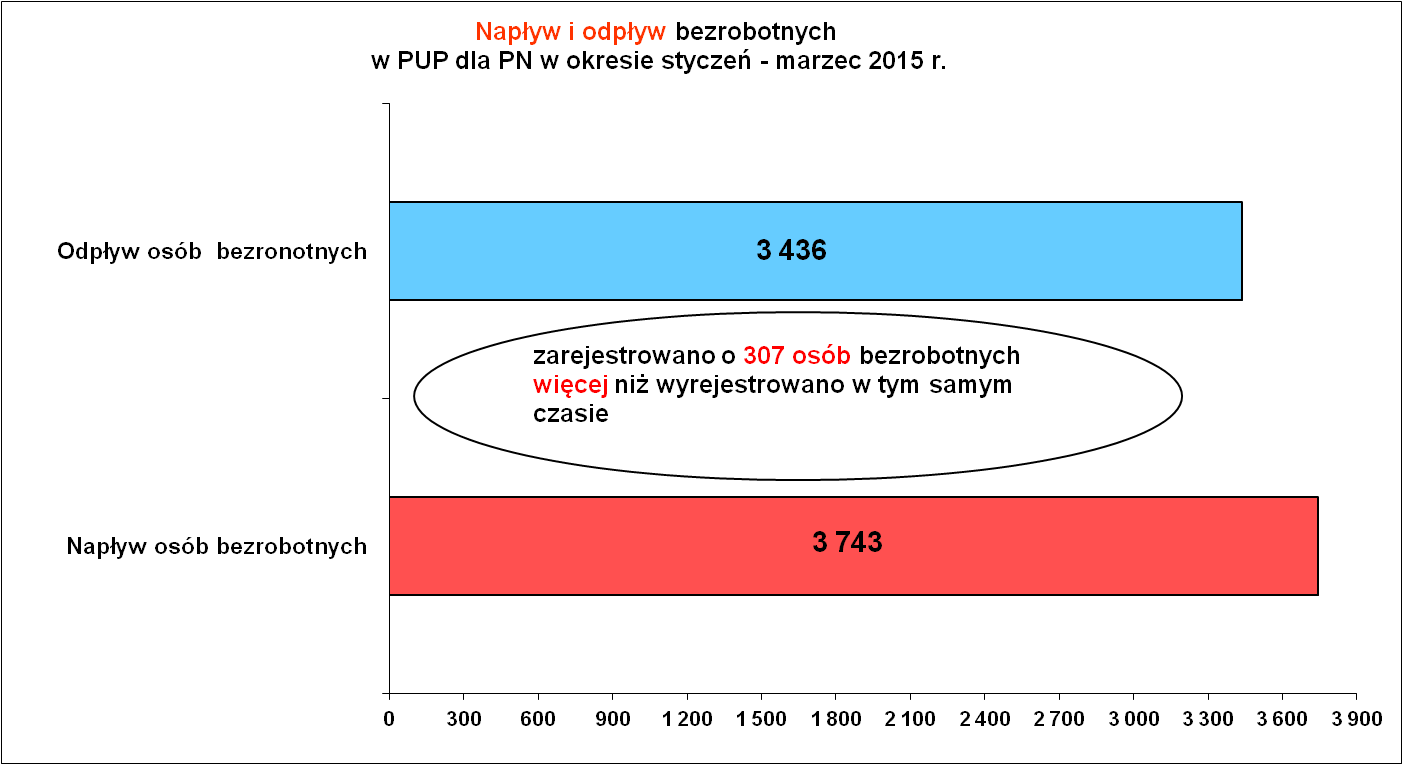 Napływ i odpływ bezrobotnych
w PUP dla PN w okresie styczeń - marzec 2015 r.
Odpływ osób  bezronotnych
3 436
zarejestrowano o 307 osób bezrobotnych
więcej niż wyrejestrowano w tym samym
czasie
Napływ osób bezrobotnych
3 743
0 300 600 900 1 200 1 500 1 800 2 100 2 400 2 700 3 000 3 300 3 600 3 900